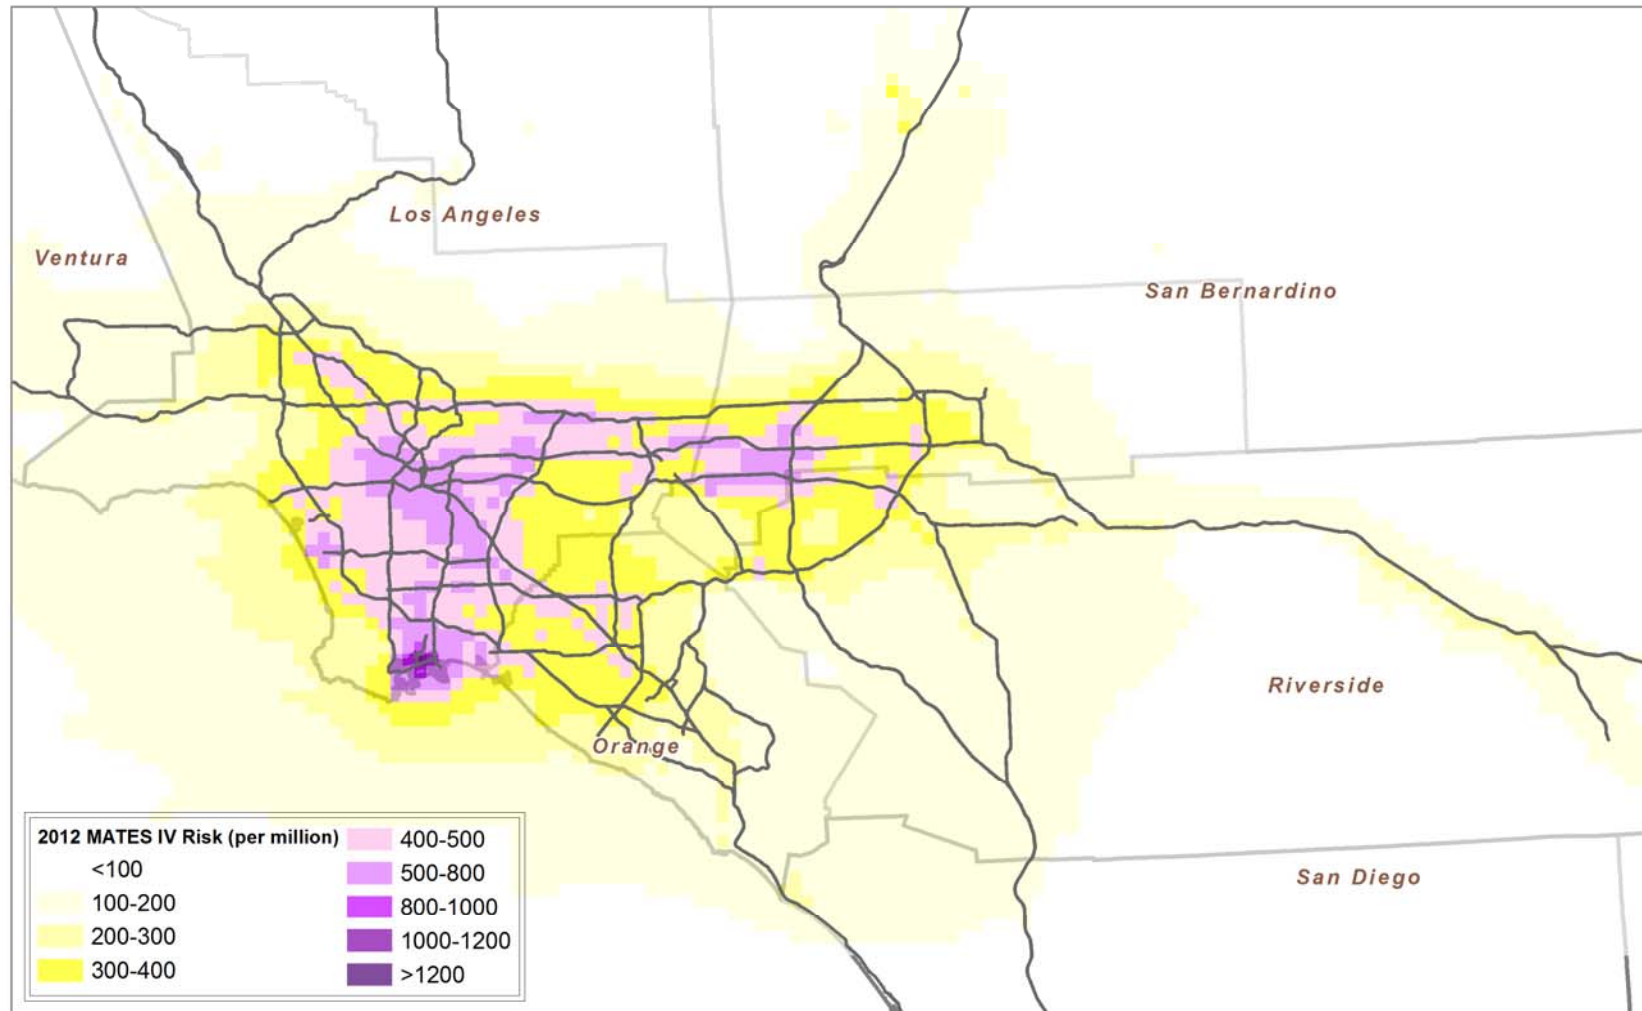 Los Angeles
Ventura
San Bernardino
Riverside
Orange
San Diego
2012 MATES IV Risk (per million)
<100
100-200
200-300
300-400
400-500
500-800
800-1000
1000-1200
>1200